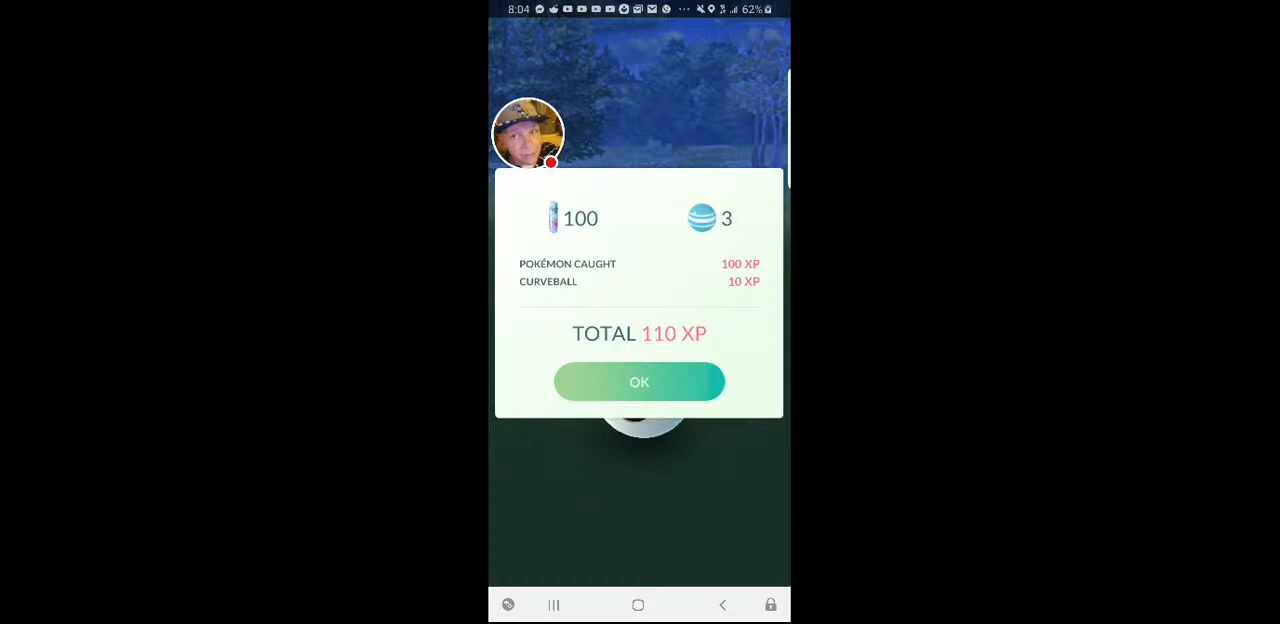 8:04
62%
100
3
POKÉMON CAUGHT 100 XP
CURVEBALL 10 XP
TOTAL 110 XP
OK